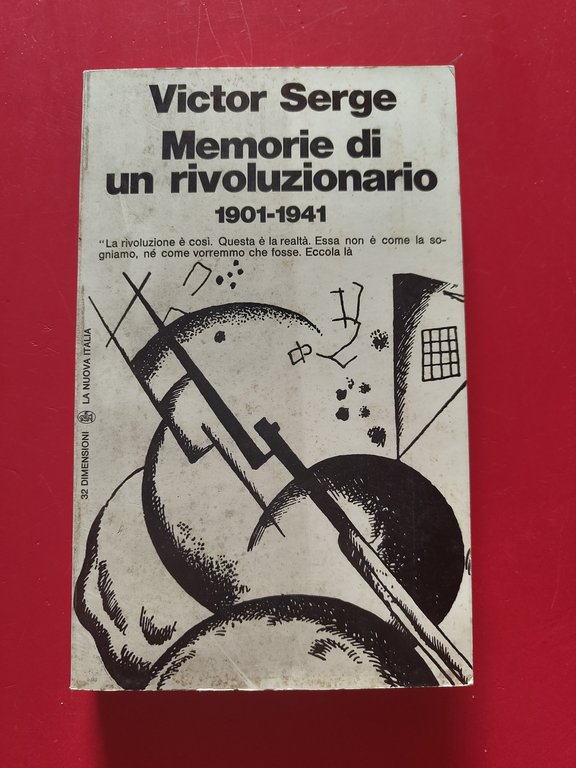 Victor Serge
Memorie di
un rivoluzionario
1901-1941
“La rivoluzione è così. Questa è la realtà. Essa non è come la so-
gniamo, né come vorremmo che fosse. Eccola là
32 DIMENSIONI LA NUOVA ITALIA